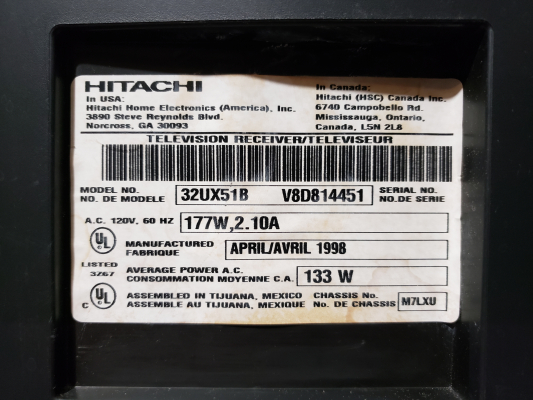 HITACHI
In USA:
Hitachi Home Electronics (America), Inc.
3890 Steve Reynolds Blvd.
Norcross, GA 30093
In Canada:
Hitachi (HSC) Canada Inc.
6740 Campobello Rd.
Mississauga, Ontario,
Canada, L5N 2L8
TELEVISION RECEIVER/TELEVISEUR
MODEL NO. 32UX51B V8D814451 SERIAL NO.
NO. DE MODELE NO.DE SERIE
A.C. 120V, 60 HZ 177W,2.10A
UL MANUFACTURED APRIL/AVRIL 1998
FABRIQUE
LISTED
3Z67
AVERAGE POWER A.C. 133 W
CONSOMMATION MOYENNE C.A.
C UL ASSEMBLED IN TIJUANA, MEXICO CHASSIS No. M7LXU
ASSEMBLE AU TIJUANA, MEXIQUE No. DE CHASSIS